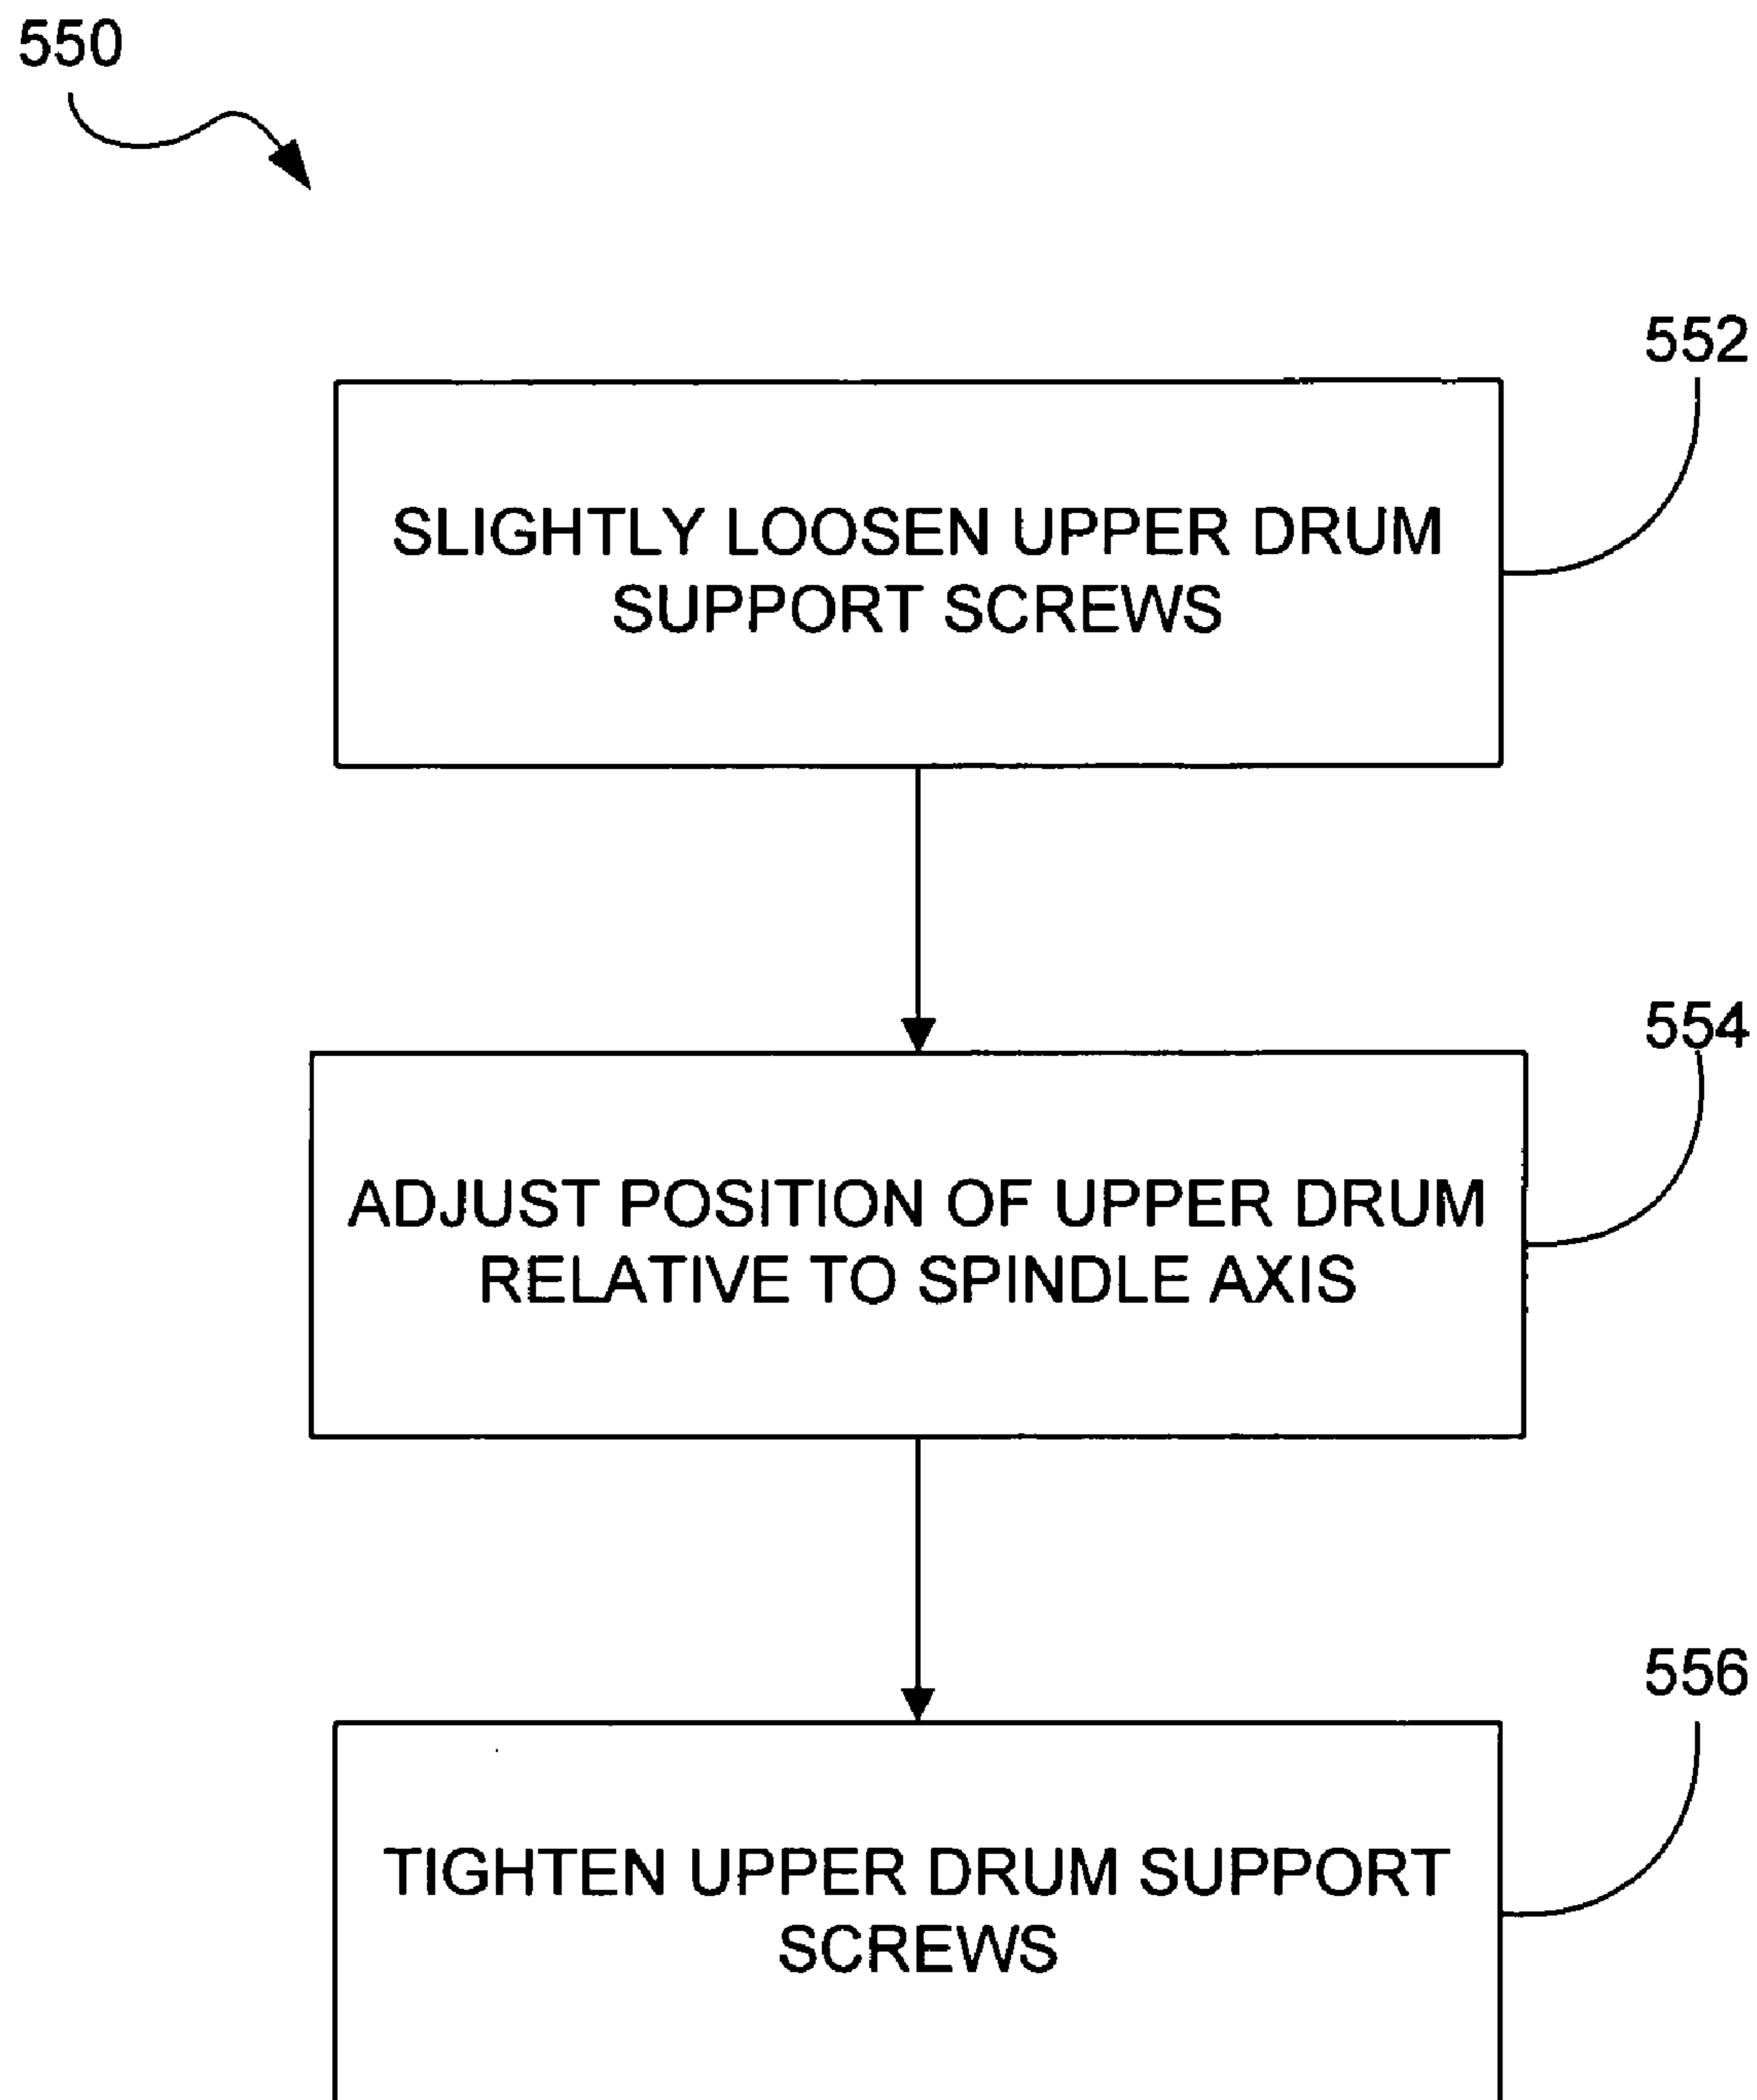 550
552
SLIGHTLY LOOSEN UPPER DRUM
SUPPORT SCREWS
554
ADJUST POSITION OF UPPER DRUM
RELATIVE TO SPINDLE AXIS
556
TIGHTEN UPPER DRUM SUPPORT
SCREWS